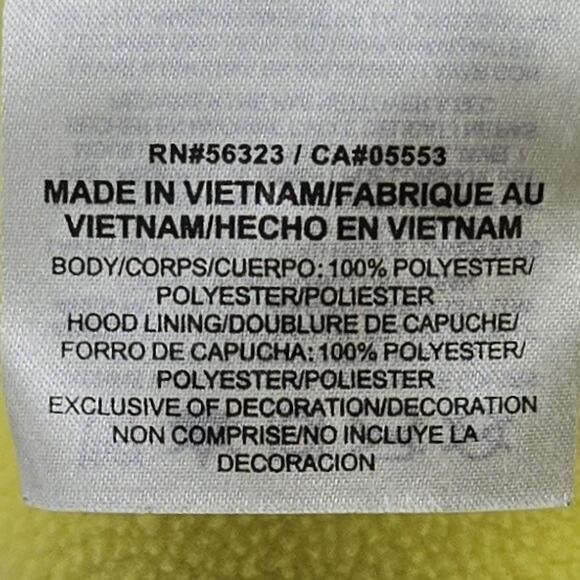 RN#56323 / CA#05553
MADE IN VIETNAM/FABRIQUE AU
VIETNAM/HECHO EN VIETNAM
BODY/CORPS/CUERPO: 100% POLYESTER/
POLYESTER/POLIESTER
HOOD LINING/DOUBLURE DE CAPUCHE/
FORRO DE CAPUCHA: 100% POLYESTER/
POLYESTER/POLIESTER
EXCLUSIVE OF DECORATION/DECORATION
NON COMPRISE/NO INCLUYE LA
DECORACION